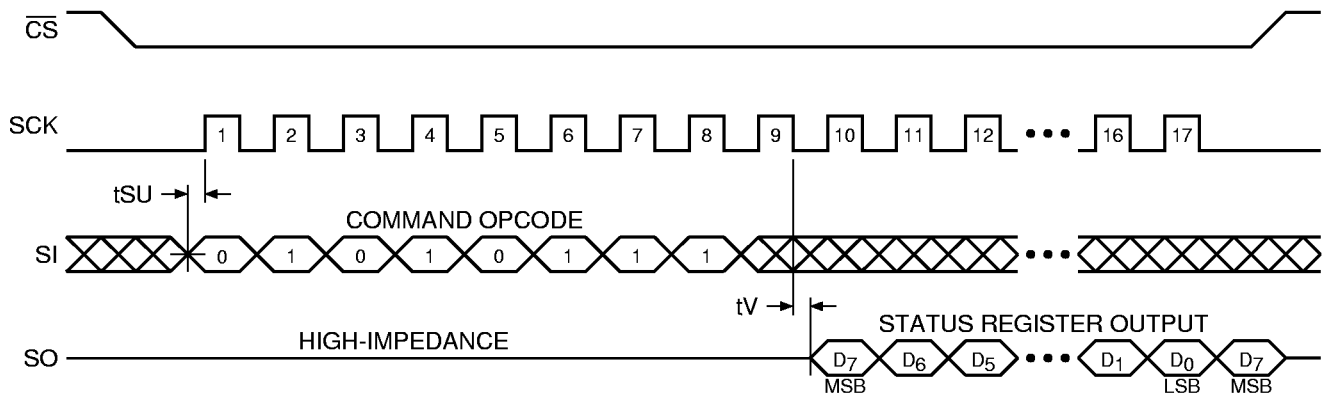 CS
SCK 1 2 3 4 5 6 7 8 9 10 11 12 ••• 16 17
tSU
COMMAND OPCODE
SI 0 1 0 1 0 1 1 1 •••
tV
STATUS REGISTER OUTPUT
HIGH-IMPEDANCE
SO D7 D6 D5 ••• D1 D0 D7
MSB LSB MSB